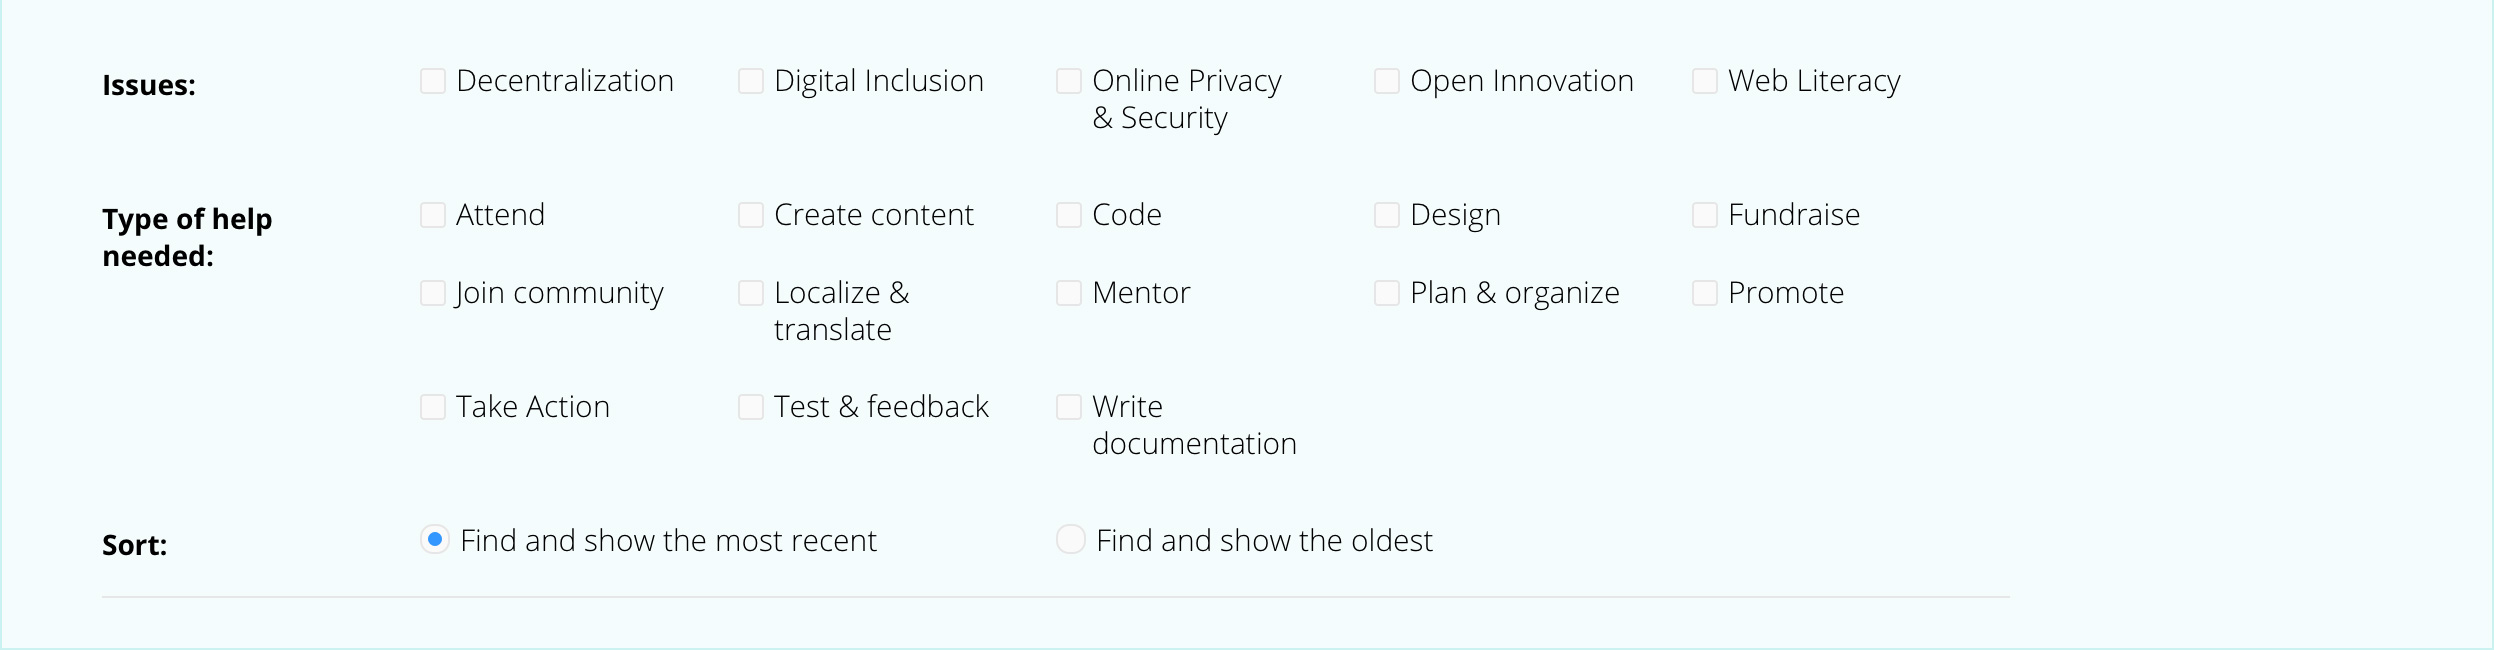 Issues:
Decentralization
Digital Inclusion
Online Privacy
& Security
Open Innovation
Web Literacy
Type of help
needed:
Attend
Create content
Code
Design
Fundraise
Join community
Localize &
translate
Mentor
Plan & organize
Promote
Take Action
Test & feedback
Write
documentation
Sort:
Find and show the most recent
Find and show the oldest